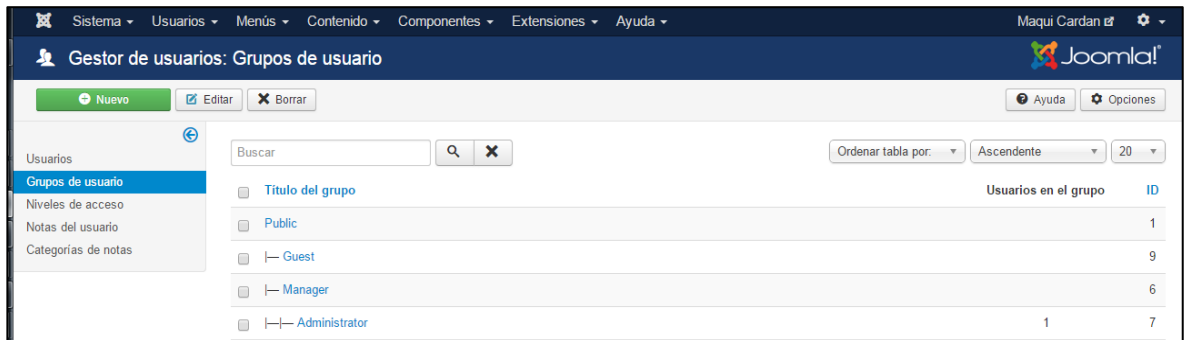 Sistema Usuarios Menús Contenido Componentes Extensiones Ayuda Maqui Cardan
Gestor de usuarios: Grupos de usuario Joomla!®
Nuevo Editar Borrar Ayuda Opciones
Usuarios
Grupos de usuario
Niveles de acceso
Notas del usuario
Categorías de notas
Buscar Ordenar tabla por: Ascendente 20
Título del grupo Usuarios en el grupo ID
Public 1
|— Guest 9
|— Manager 6
|—|— Administrator 1 7